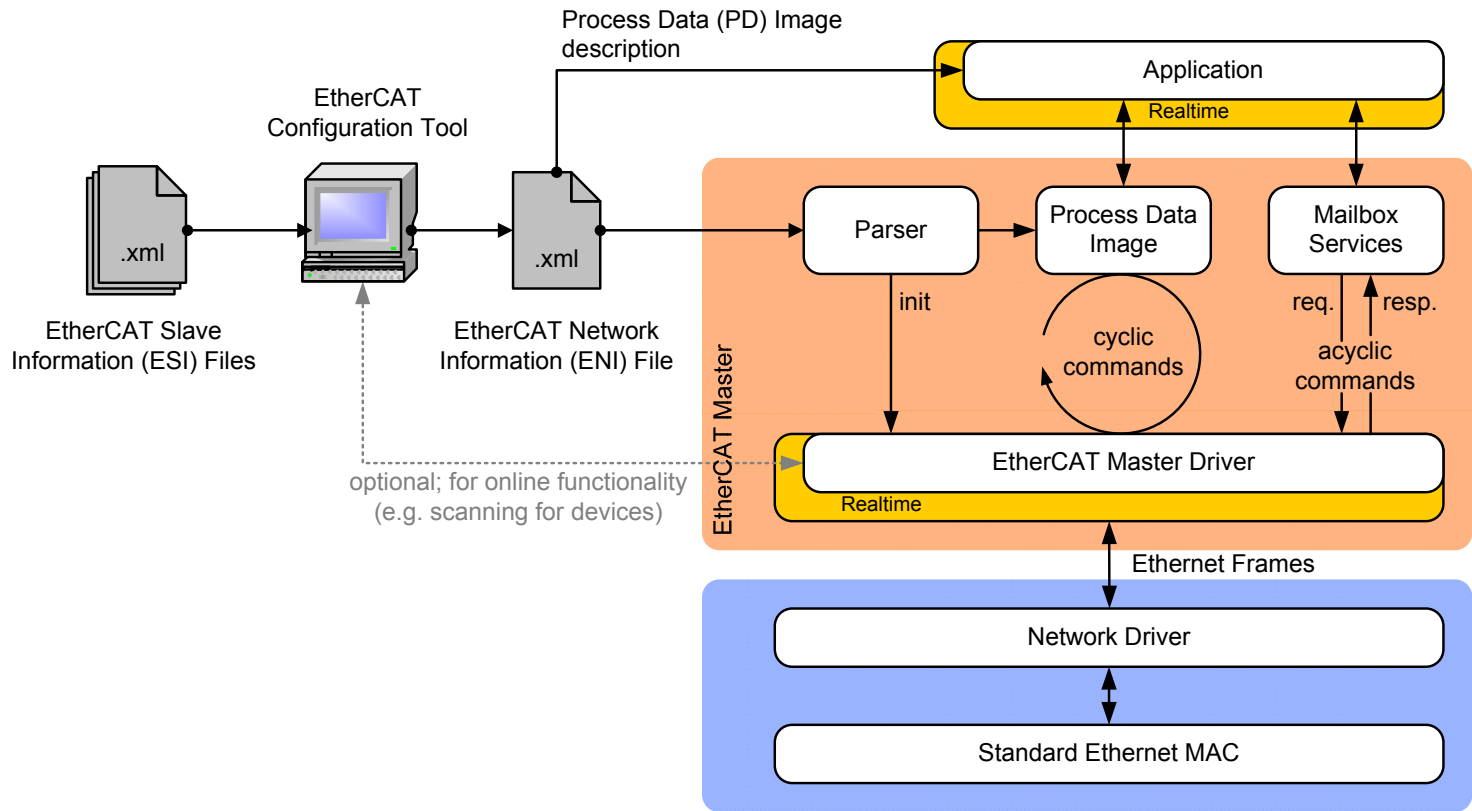 Process Data (PD) Image
description
Application
Realtime
EtherCAT
Configuration Tool
.xml
.xml
EtherCAT Slave
Information (ESI) Files
EtherCAT Network
Information (ENI) File
Parser
Process Data
Image
Mailbox
Services
init
cyclic
commands
req.
resp.
acyclic
commands
EtherCAT Master
EtherCAT Master Driver
Realtime
optional; for online functionality
(e.g. scanning for devices)
Ethernet Frames
Network Driver
Standard Ethernet MAC